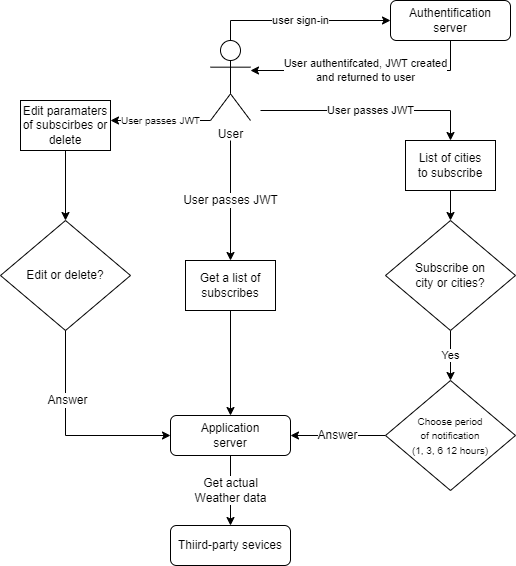 user sign-in
Authentification
server
User authentifcated, JWT created
and returned to user
Edit paramaters
of subscirbes or
delete
User passes JWT
User
User passes JWT
List of cities
to subscribe
User passes JWT
Edit or delete?
Get a list of
subscribes
Subscribe on
city or cities?
Yes
Answer
Application
server
Answer
Choose period
of notification
(1, 3, 6 12 hours)
Get actual
Weather data
Thiird-party sevices